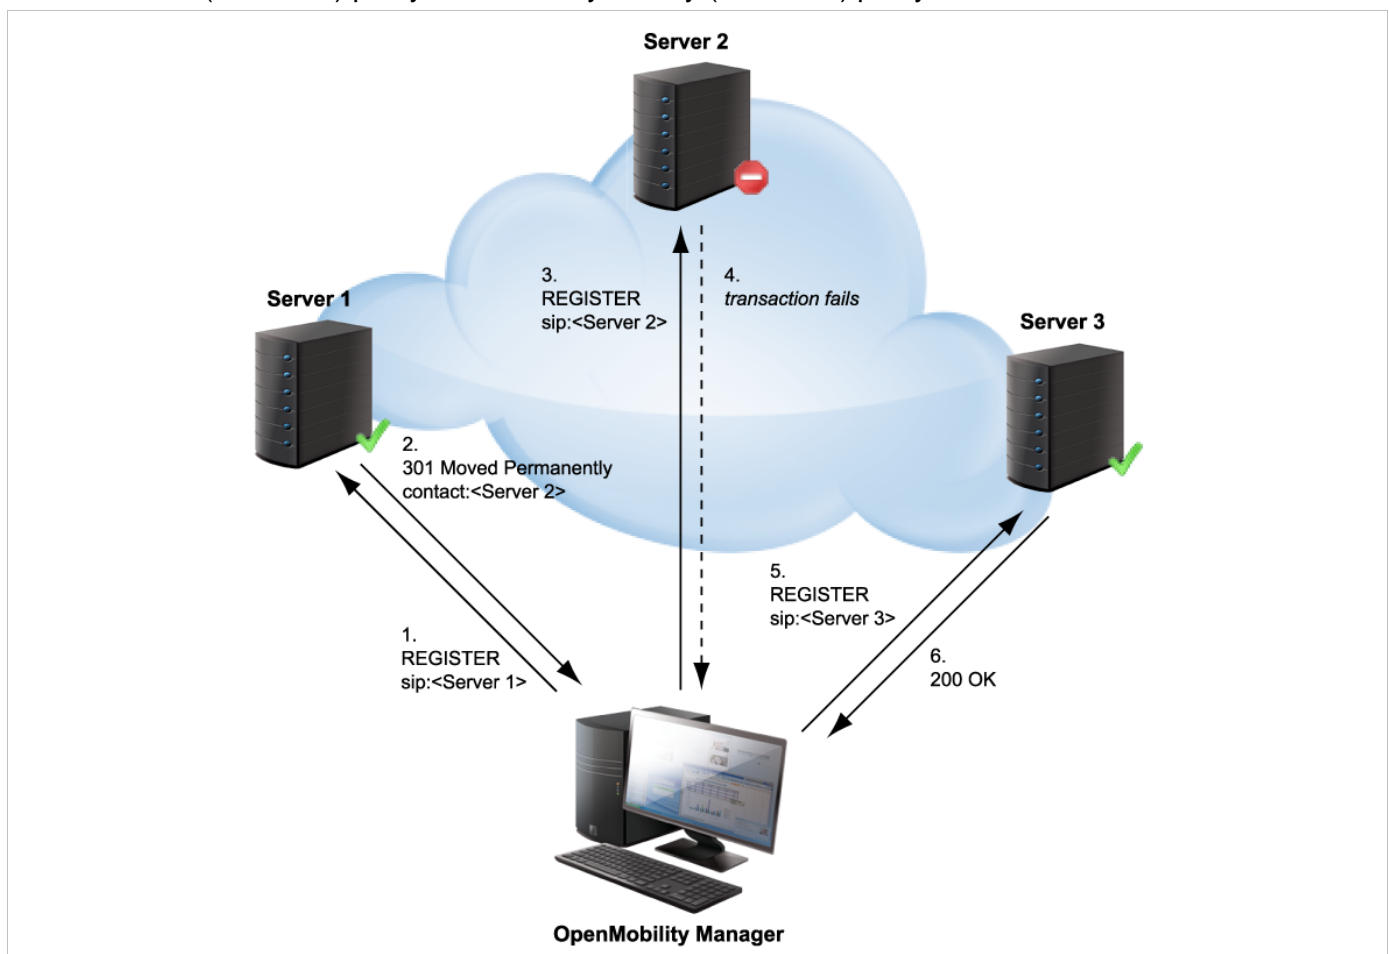 Server 2
3.
REGISTER
sip:<Server 2>
4.
transaction fails
Server 1
Server 3
2.
301 Moved Permanently
contact:<Server 2>
5.
REGISTER
sip:<Server 3>
1.
REGISTER
sip:<Server 1>
6.
200 OK
OpenMobility Manager